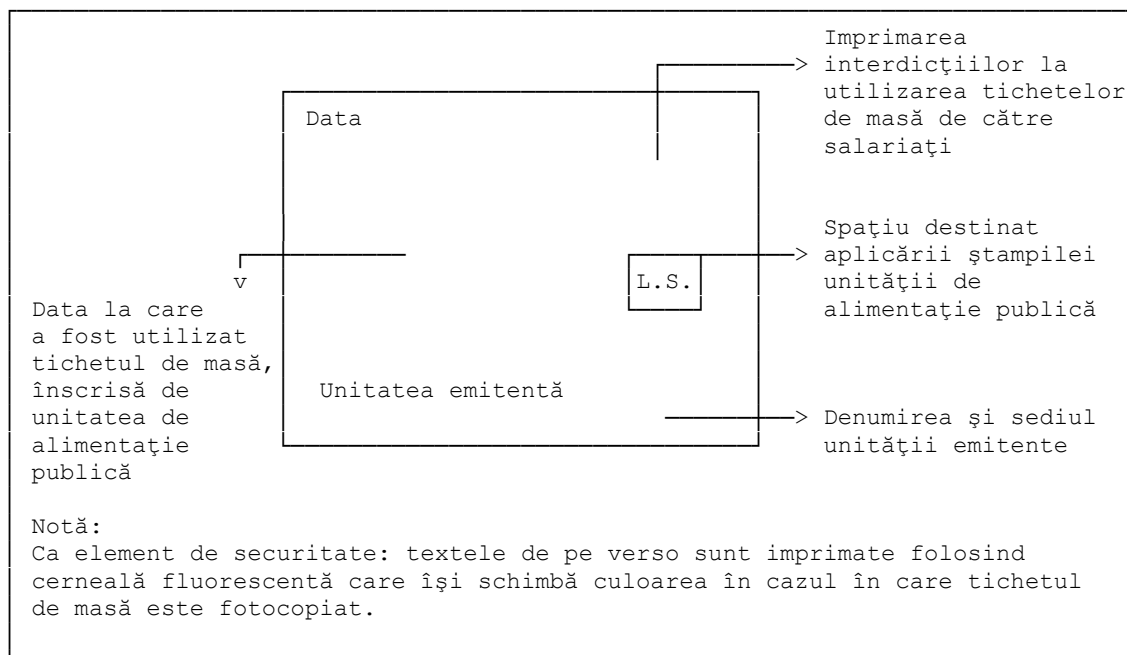 Imprimarea
interdicţiilor la
utilizarea tichetelor
de masă de către
salariaţi
Data
Spaţiu destinat
aplicării ştampilei
unităţii de
alimentaţie publică
L.S.
Data la care
a fost utilizat
tichetul de masă,
înscrisă de
unitatea de
alimentaţie
publică
Unitatea emitentă
Denumirea şi sediul
unităţii emitente
Notă:
Ca element de securitate: textele de pe verso sunt imprimate folosind
cerneală fluorescentă care îşi schimbă culoarea în cazul în care tichetul
de masă este fotocopiat.